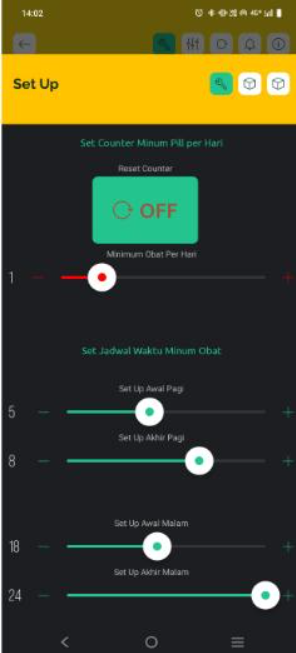 14:02
Set Up
Set Counter Minum Pill per Hari
Reset Counter
OFF
Minimum Obat Per Hari
1
Set Jadwal Waktu Minum Obat
Set Up Awal Pagi
5
Set Up Akhir Pagi
8
Set Up Awal Malam
18
Set Up Akhir Malam
24